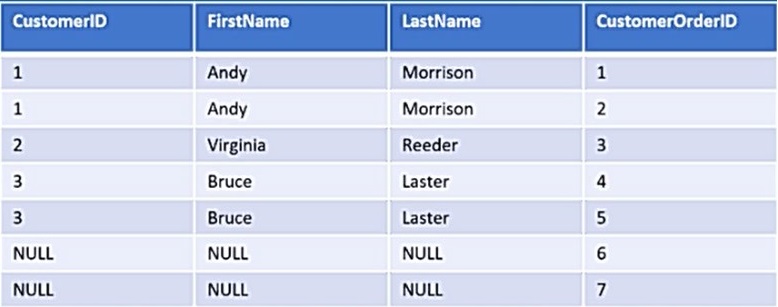 CustomerID FirstName LastName CustomerOrderID
1 Andy Morrison 1
1 Andy Morrison 2
2 Virginia Reeder 3
3 Bruce Laster 4
3 Bruce Laster 5
NULL NULL NULL 6
NULL NULL NULL 7